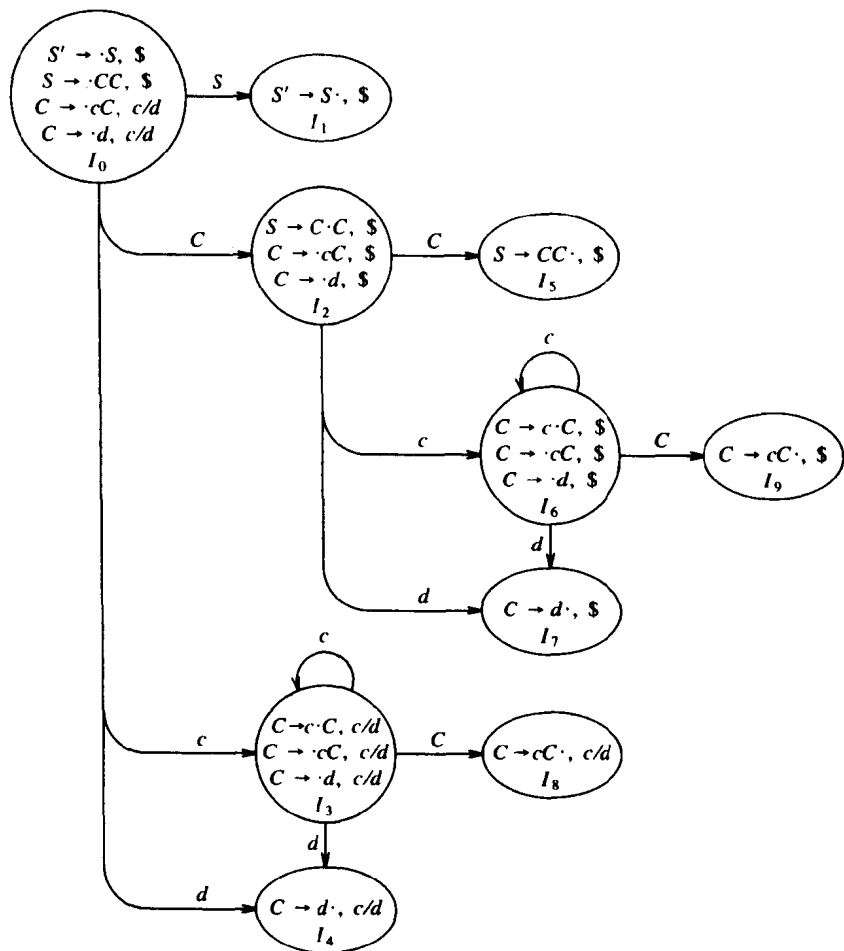 S' → ·S, $
S → ·CC, $
C → ·cC, c/d
C → ·d, c/d
I₀
S
S' → S·, $
I₁
C
S → C·C, $
C → ·cC, $
C → ·d, $
I₂
C
S → CC·, $
I₅
c
c
C → c·C, $
C → ·cC, $
C → ·d, $
I₆
C
C → cC·, $
I₉
d
d
C → d·, $
I₇
c
c
C → c·C, c/d
C → ·cC, c/d
C → ·d, c/d
I₃
C
C → cC·, c/d
I₈
d
d
C → d·, c/d
I₄